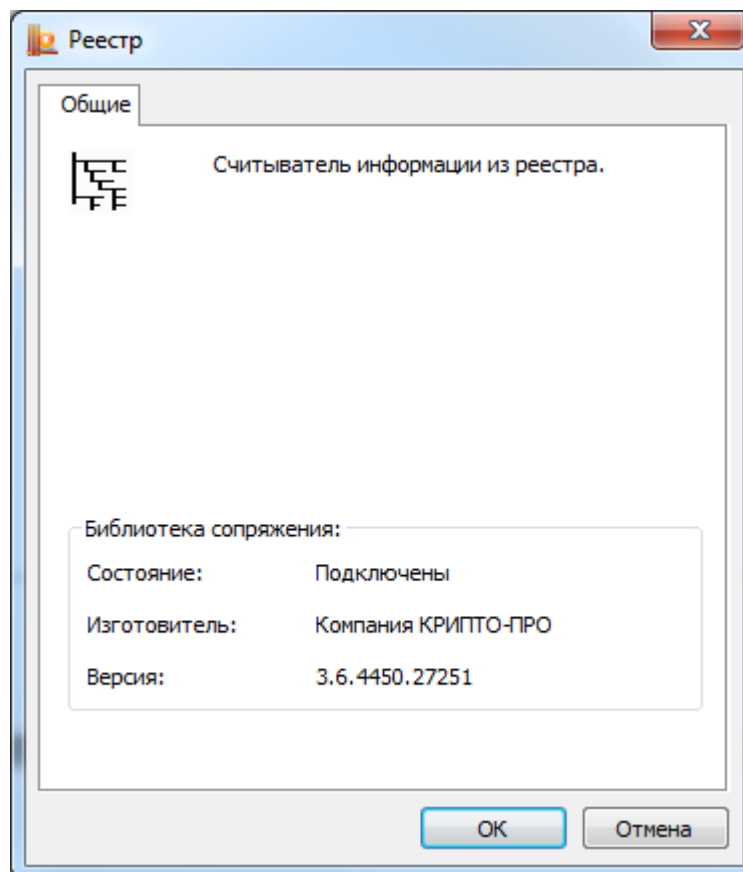 Реестр
Общие
Считыватель информации из реестра.
Библиотека сопряжения:
Состояние: Подключены
Изготовитель: Компания КРИПТО-ПРО
Версия: 3.6.4450.27251
ОК Отмена